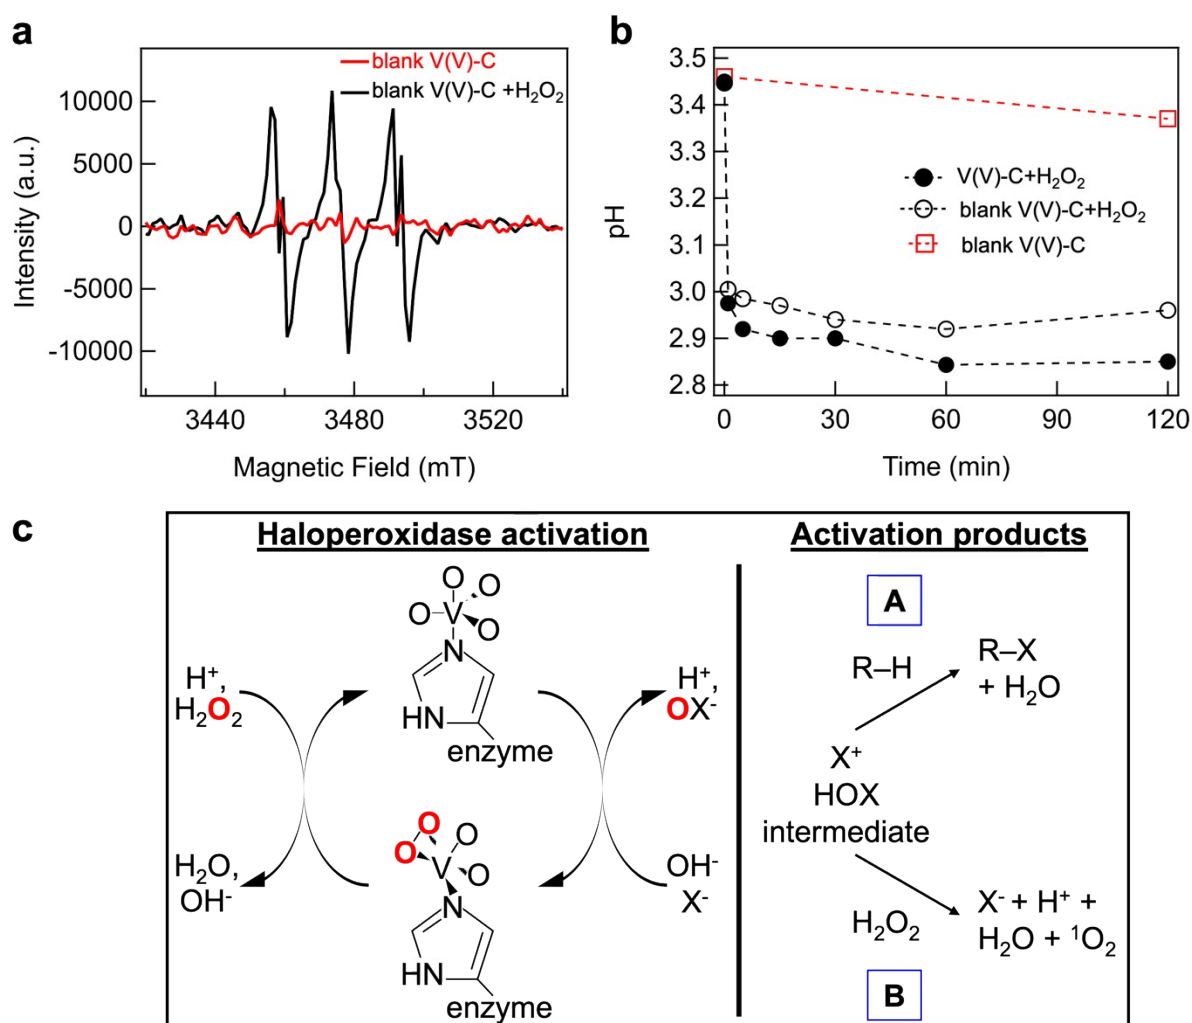 a
blank V(V)-C
blank V(V)-C +H₂O₂
Intensity (a.u.)
10000
5000
0
-5000
-10000
3440
3480
3520
Magnetic Field (mT)
b
pH
3.5
3.4
3.3
3.2
3.1
3.0
2.9
2.8
V(V)-C+H₂O₂
blank V(V)-C+H₂O₂
blank V(V)-C
0
30
60
90
120
Time (min)
c
Haloperoxidase activation
O
O
O
V
O
N
HN
enzyme
H⁺,
H₂O₂
H⁺,
OX⁻
H₂O,
OH⁻
OH⁻
X⁻
O
O
O
V
O
N
HN
enzyme
Activation products
A
R–H
R–X
+ H₂O
X⁺
HOX
intermediate
H₂O₂
X⁻ + H⁺ +
H₂O + ¹O₂
B